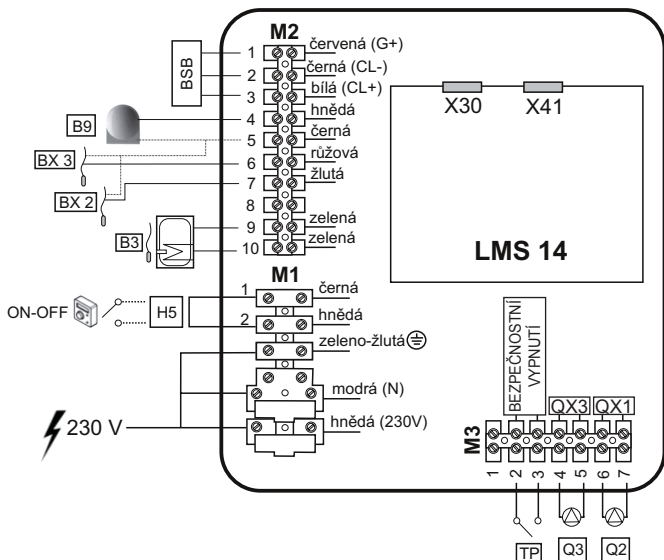 M2
BSB
1 červená (G+)
2 černá (CL-)
3 bílá (CL+)
B9
4 hnědá
5 černá
BX 3
6 růžová
BX 2
7 žlutá
8
9 zelená
B3
10 zelená
X30 X41
LMS 14
M1
1 černá
ON-OFF H5
2 hnědá
zeleno-žlutá
modrá (N)
230 V
hnědá (230V)
BEZPEČNOSTNÍ
VYPNUTÍ
QX3 QX1
M3
1 2 3 4 5 6 7
TP Q3 Q2